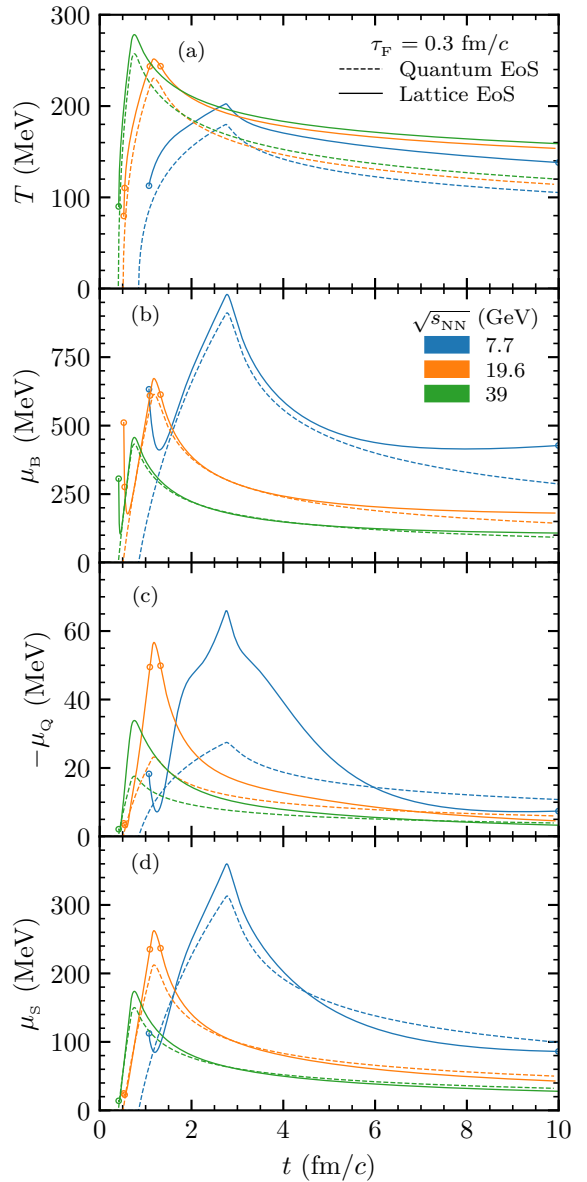 300
(a)
τF = 0.3 fm/c
Quantum EoS
Lattice EoS
200
T (MeV)
100
0
(b)
√sNN (GeV)
750
7.7
19.6
39
500
μB (MeV)
250
0
(c)
60
40
−μQ (MeV)
20
0
(d)
300
200
μS (MeV)
100
0
0 2 4 6 8 10
t (fm/c)